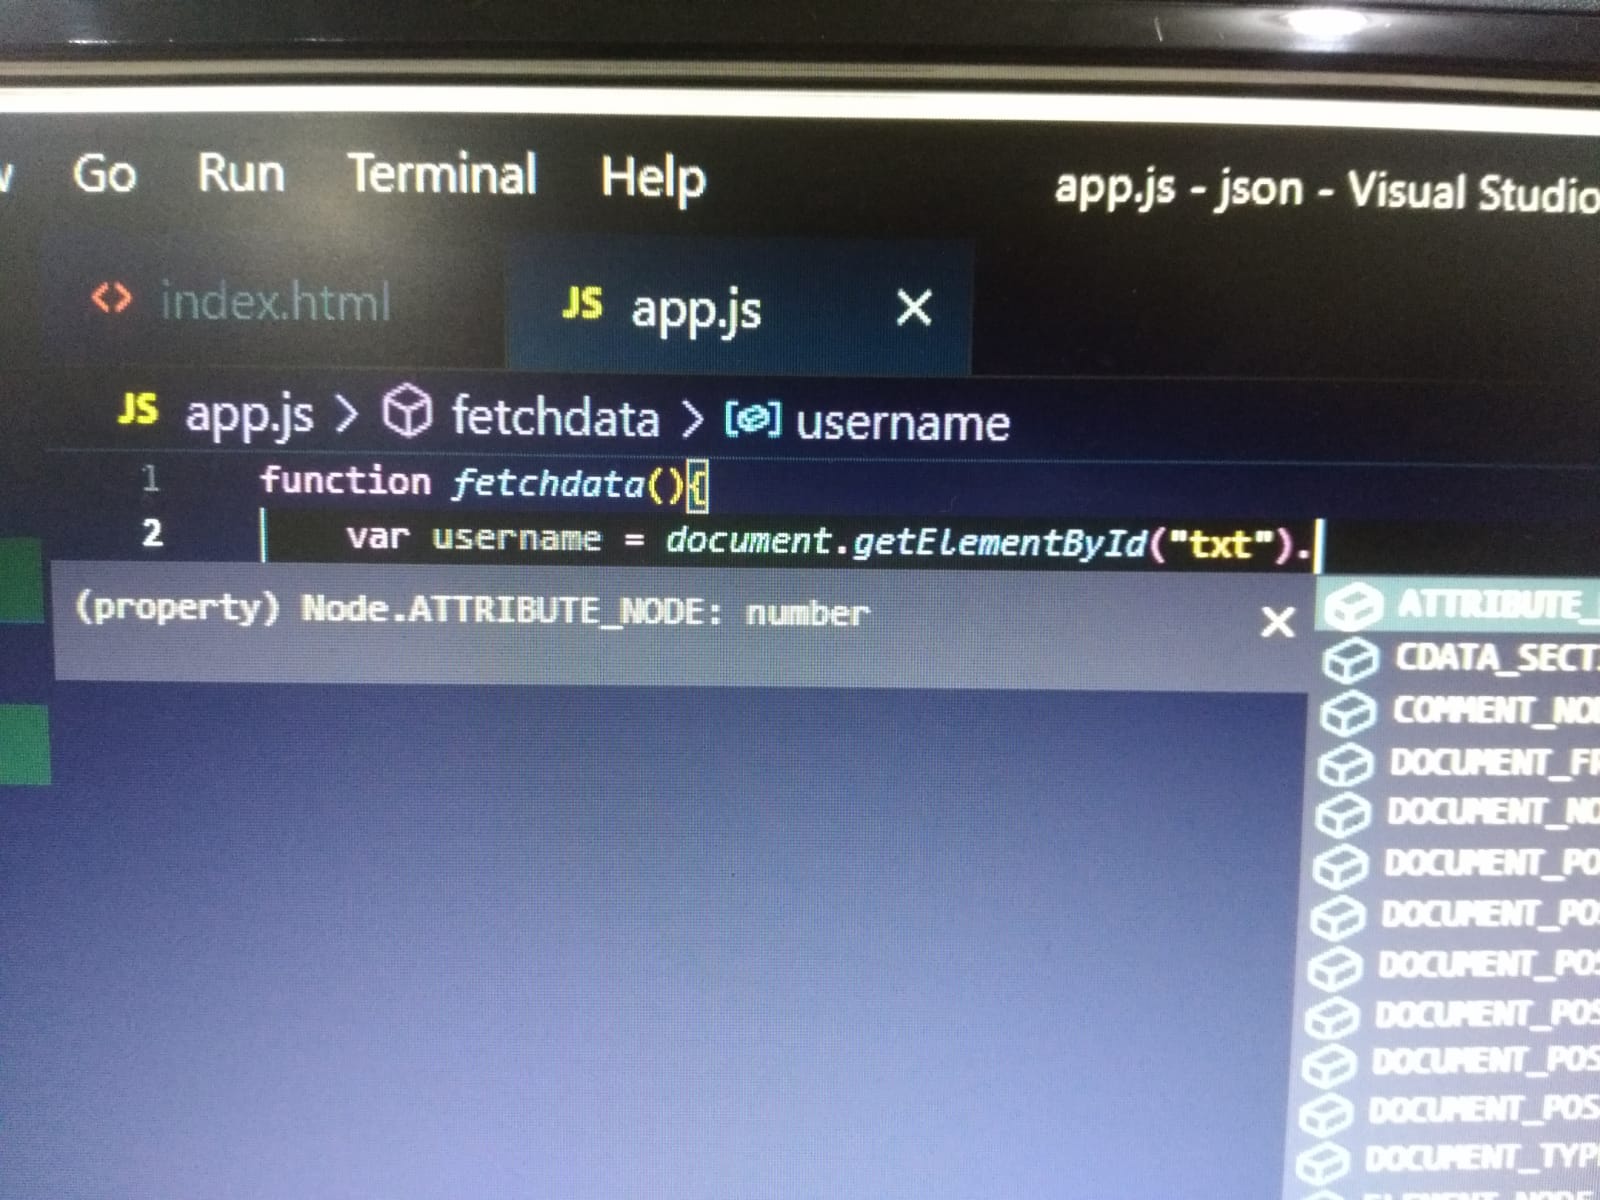 Go Run Terminal Help app.js - json - Visual Studio
<> index.html JS app.js
JS app.js > fetchdata > username
1 function fetchdata(){
2 var username = document.getElementById("txt").
(property) Node.ATTRIBUTE_NODE: number
ATTRIBUTE_
CDATA_SECT
COMMENT_NO
DOCUMENT_FR
DOCUMENT_NO
DOCUMENT_PO
DOCUMENT_PO
DOCUMENT_POS
DOCUMENT_POS
DOCUMENT_POS
DOCUMENT_POS
DOCUMENT_TYP